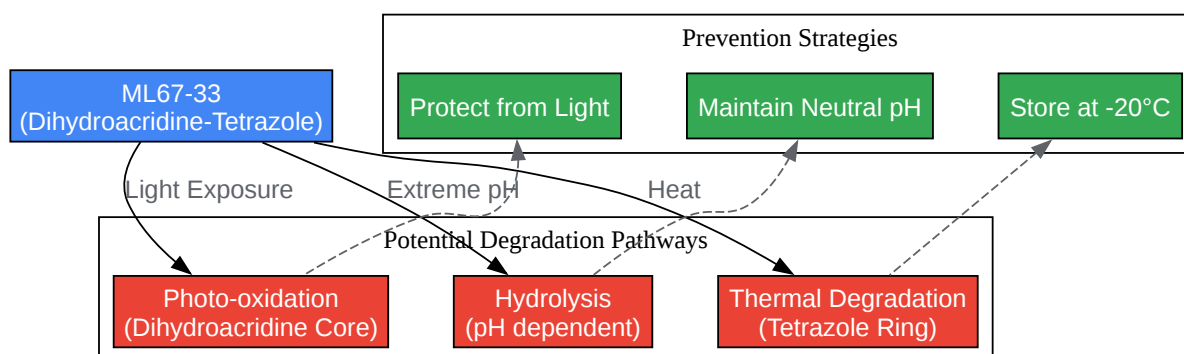 Prevention Strategies
ML67-33
(Dihydroacridine-Tetrazole)
Protect from Light
Maintain Neutral pH
Store at -20°C
Light Exposure
Extreme pH
Heat
Potential Degradation Pathways
Photo-oxidation
(Dihydroacridine Core)
Hydrolysis
(pH dependent)
Thermal Degradation
(Tetrazole Ring)